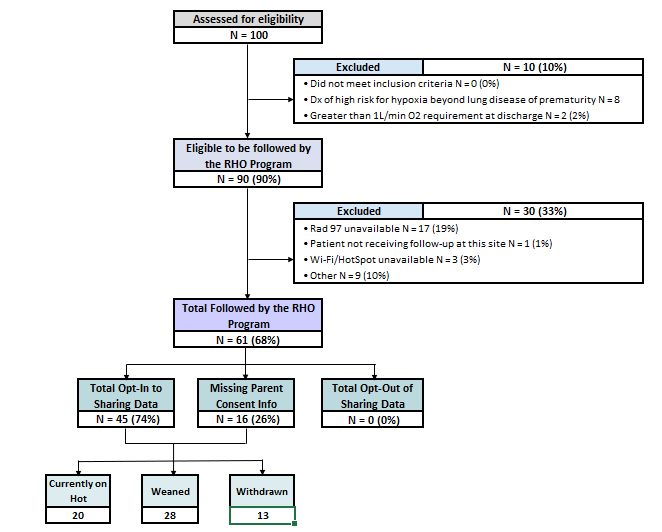 Assessed for eligibility
N = 100
Excluded N = 10 (10%)
• Did not meet inclusion criteria N = 0 (0%)
• Dx of high risk for hypoxia beyond lung disease of prematurity N = 8
• Greater than 1L/min O2 requirement at discharge N = 2 (2%)
Eligible to be followed by
the RHO Program
N = 90 (90%)
Excluded N = 30 (33%)
• Rad 97 unavailable N = 17 (19%)
• Patient not receiving follow-up at this site N = 1 (1%)
• Wi-Fi/HotSpot unavailable N = 3 (3%)
• Other N = 9 (10%)
Total Followed by the RHO
Program
N = 61 (68%)
Total Opt-In to
Sharing Data
N = 45 (74%)
Missing Parent
Consent Info
N = 16 (26%)
Total Opt-Out of
Sharing Data
N = 0 (0%)
Currently on
Hot
20
Weaned
28
Withdrawn
13